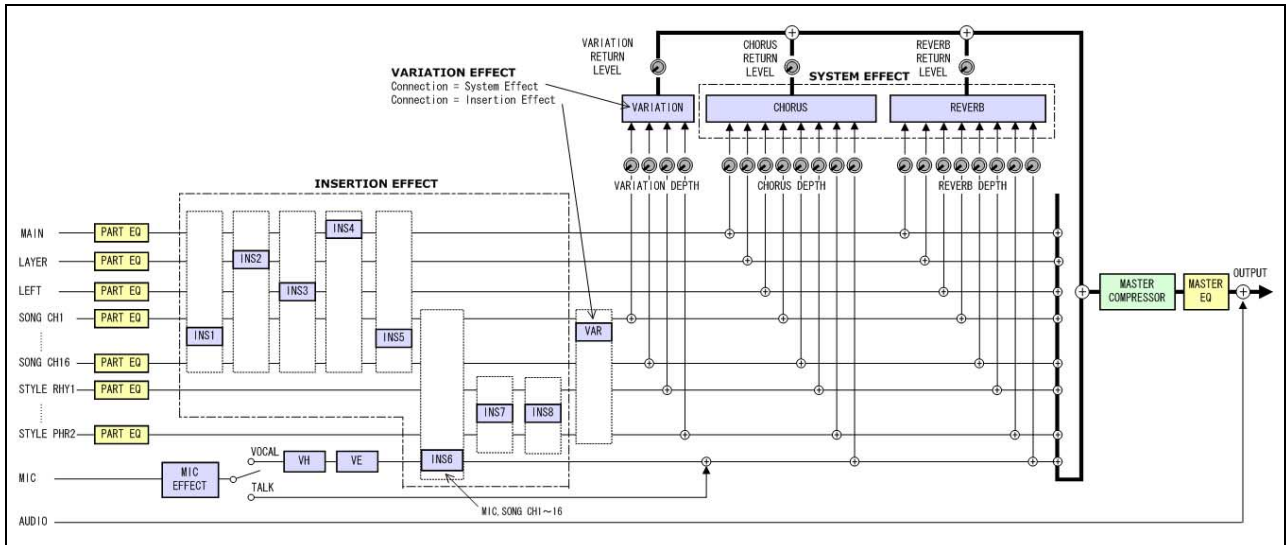 VARIATION
RETURN
LEVEL
CHORUS
RETURN
LEVEL
REVERB
RETURN
LEVEL
VARIATION EFFECT
Connection = System Effect
Connection = Insertion Effect
SYSTEM EFFECT
VARIATION
CHORUS
REVERB
VARIATION DEPTH
CHORUS DEPTH
REVERB DEPTH
INSERTION EFFECT
MAIN
PART EQ
INS4
LAYER
PART EQ
INS2
LEFT
PART EQ
INS3
SONG CH1
PART EQ
INS1
INS5
VAR
SONG CH16
PART EQ
STYLE RHY1
PART EQ
INS7
INS8
STYLE PHR2
PART EQ
MASTER
COMPRESSOR
MASTER
EQ
OUTPUT
VOCAL
VH
VE
INS6
MIC
MIC
EFFECT
TALK
MIC, SONG CH1~16
AUDIO